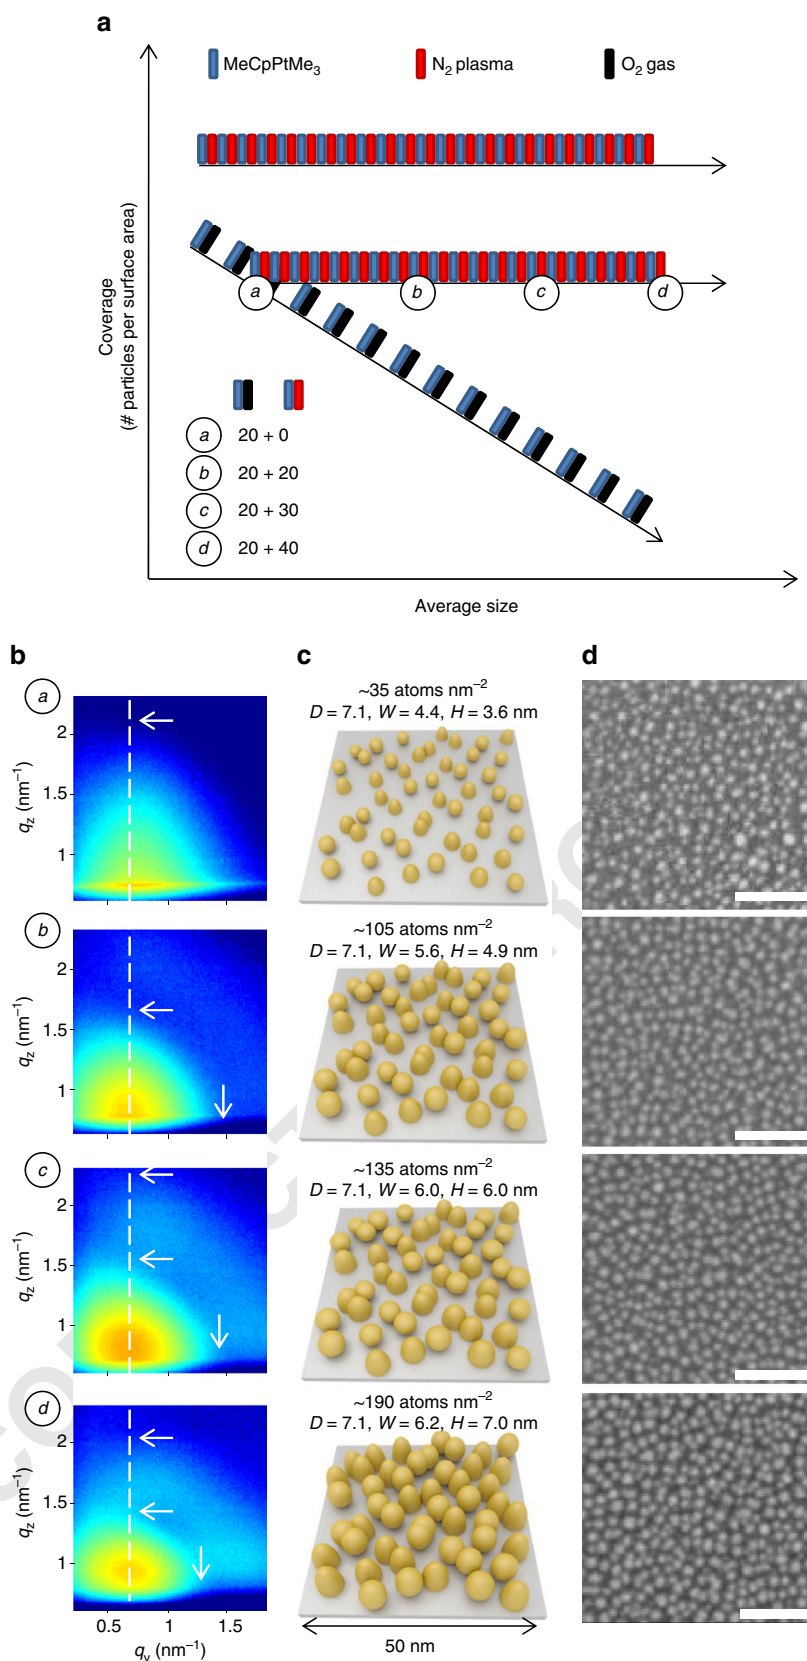 a
MeCpPtMe₃
N₂ plasma
O₂ gas
Coverage
(# particles per surface area)
a
b
c
d
a 20 + 0
b 20 + 20
c 20 + 30
d 20 + 40
Average size
b
c
d
a
~35 atoms nm⁻²
D = 7.1, W = 4.4, H = 3.6 nm
2
1.5
1
q_z (nm⁻¹)
b
~105 atoms nm⁻²
D = 7.1, W = 5.6, H = 4.9 nm
2
1.5
1
q_z (nm⁻¹)
c
~135 atoms nm⁻²
D = 7.1, W = 6.0, H = 6.0 nm
2
1.5
1
q_z (nm⁻¹)
d
~190 atoms nm⁻²
D = 7.1, W = 6.2, H = 7.0 nm
2
1.5
1
q_z (nm⁻¹)
0.5 1 1.5
q_y (nm⁻¹)
50 nm